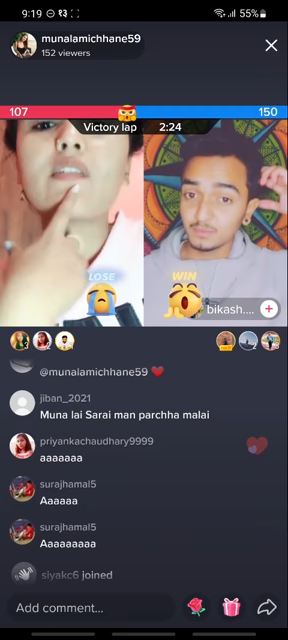 9:19 १३ 55%
munalamichhane59
152 viewers
107 150
Victory lap 2:24
LOSE WIN
bikash....
@munalamichhane59
jiban_2021
Muna lai Sarai man parchha malai
priyankachaudhary9999
aaaaaaa
surajhamal5
Aaaaaa
surajhamal5
Aaaaaaaaa
siyakc6 joined
Add comment...